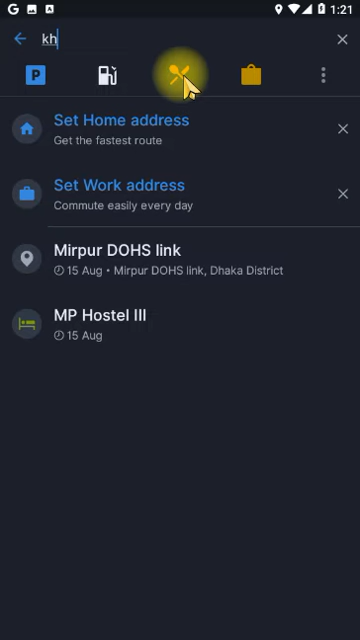 G A 1:21
kh
P
Set Home address
Get the fastest route
Set Work address
Commute easily every day
Mirpur DOHS link
15 Aug • Mirpur DOHS link, Dhaka District
MP Hostel III
15 Aug